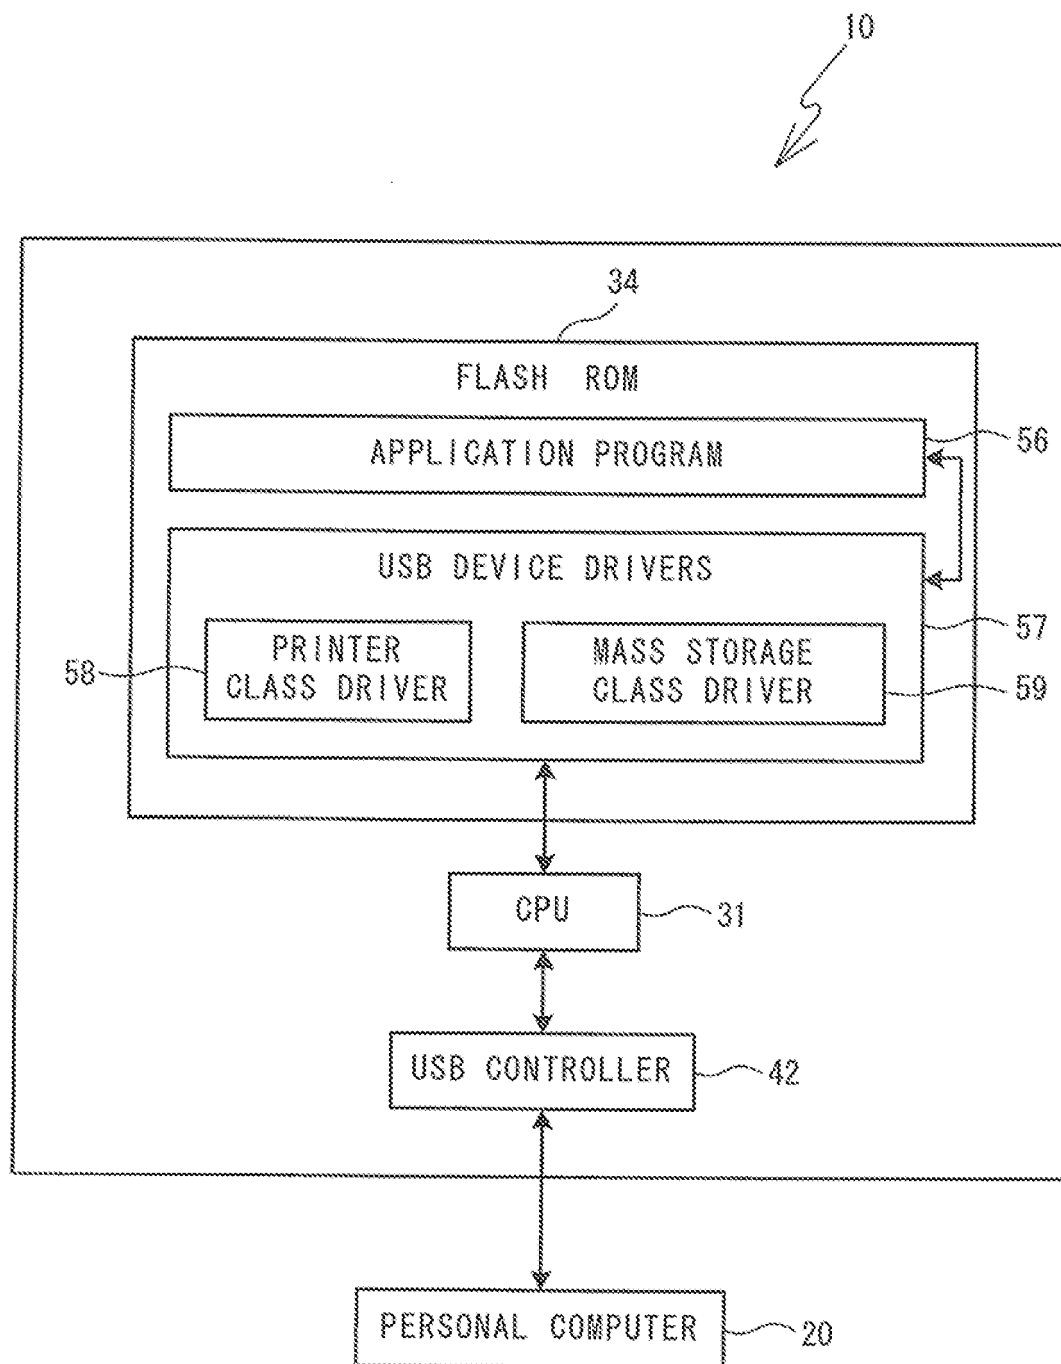 10
34
FLASH ROM
56
APPLICATION PROGRAM
USB DEVICE DRIVERS
57
PRINTER
CLASS DRIVER
58
MASS STORAGE
CLASS DRIVER
59
CPU
31
USB CONTROLLER
42
PERSONAL COMPUTER
20